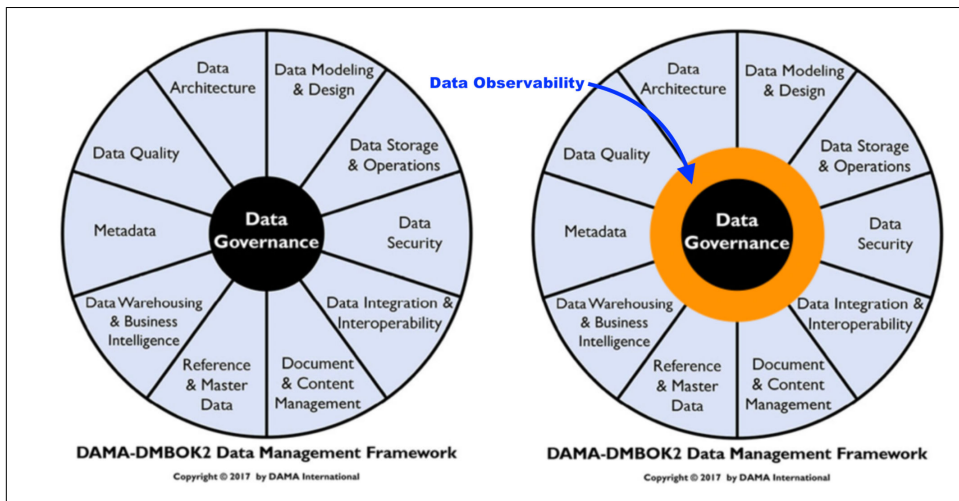 Data
Architecture
Data Modeling
& Design
Data Storage
& Operations
Data
Security
Data Integration &
Interoperability
Document
& Content
Management
Reference
& Master
Data
Data Warehousing
& Business
Intelligence
Metadata
Data Quality
Data
Governance
DAMA-DMBOK2 Data Management Framework
Copyright © 2017 by DAMA International
Data Observability
Data
Architecture
Data Modeling
& Design
Data Storage
& Operations
Data
Security
Data Integration &
Interoperability
Document
& Content
Management
Reference
& Master
Data
Data Warehousing
& Business
Intelligence
Metadata
Data Quality
Data
Governance
DAMA-DMBOK2 Data Management Framework
Copyright © 2017 by DAMA International